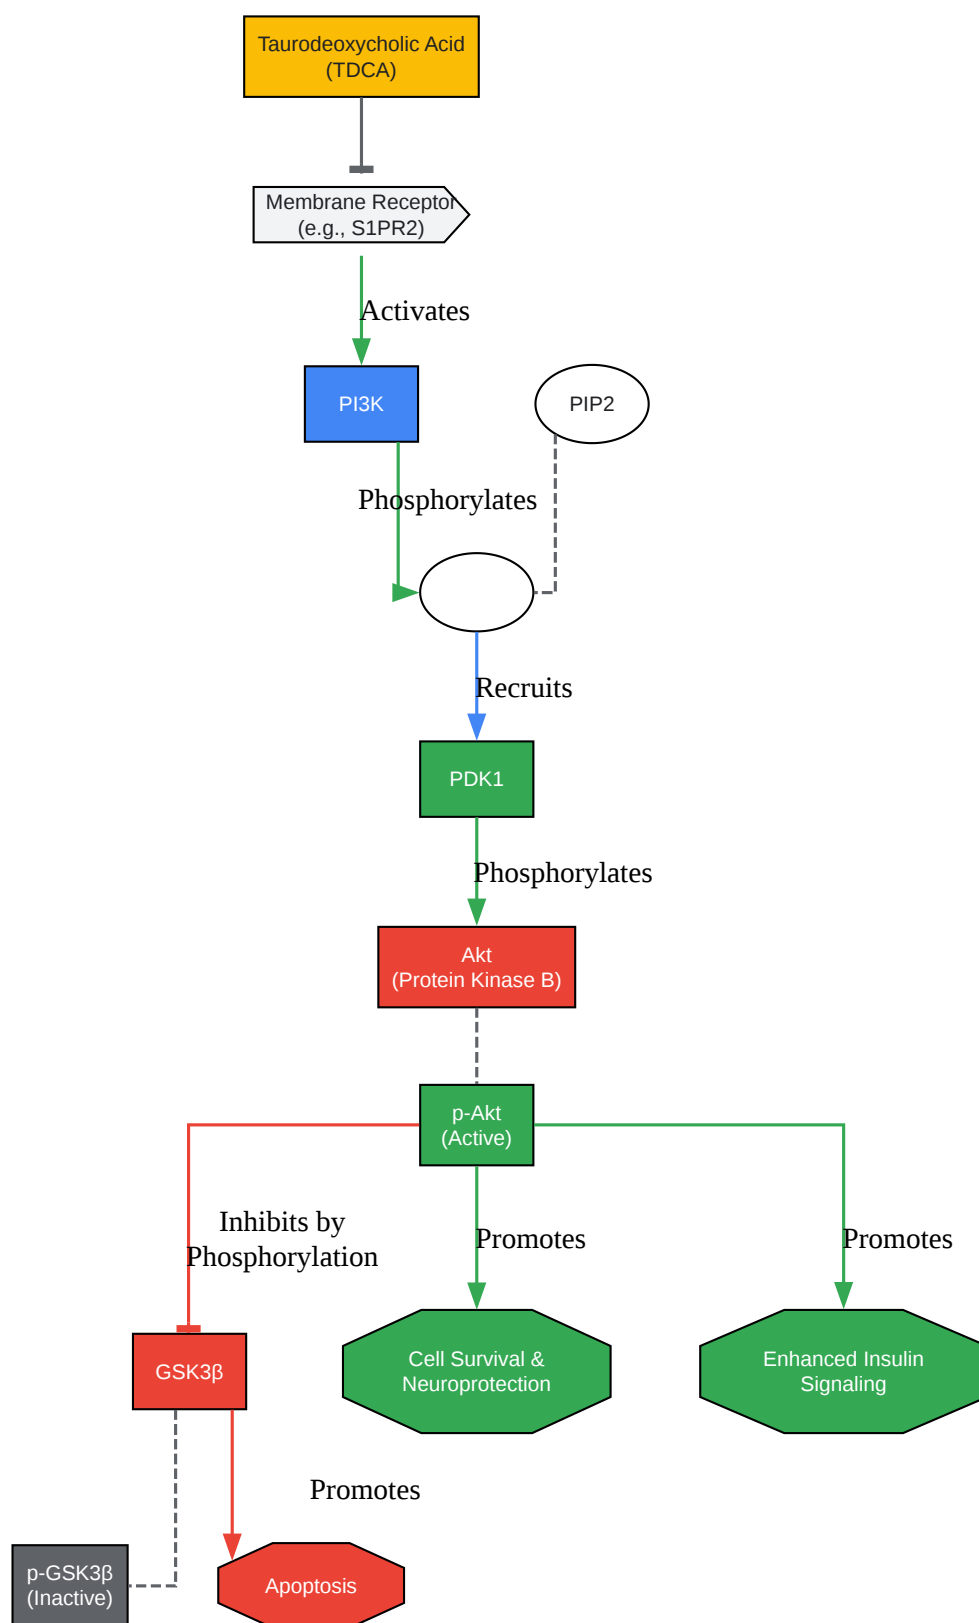 Taurodeoxycholic Acid
(TDCA)
Membrane Receptor
(e.g., S1PR2)
Activates
PI3K
PIP2
Phosphorylates
Recruits
PDK1
Phosphorylates
Akt
(Protein Kinase B)
p-Akt
(Active)
Inhibits by
Phosphorylation
Promotes
Promotes
GSK3β
Cell Survival &
Neuroprotection
Enhanced Insulin
Signaling
Promotes
p-GSK3β
(Inactive)
Apoptosis